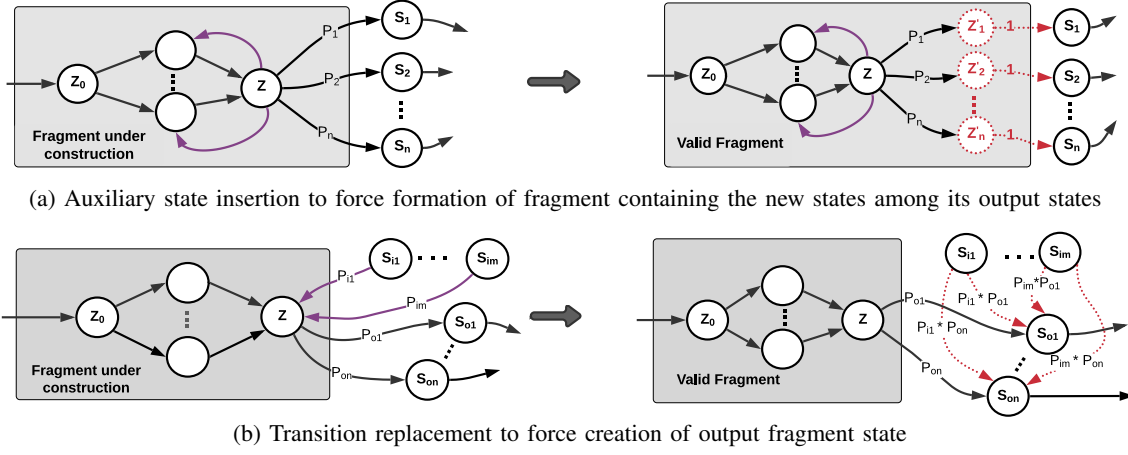 P1
S1
Z0
Z
P2
S2
Pn
Sn
Fragment under
construction
P1
Z'1
1
S1
Z0
Z
P2
Z'2
1
S2
Pn
Z'n
1
Sn
Valid Fragment
(a) Auxiliary state insertion to force formation of fragment containing the new states among its output states
Si1
Sim
Pi1
Pim
Z0
Z
Po1
So1
Pon
Son
Fragment under
construction
Si1
Sim
Po1
Pi1 * Po1
Pim*Po1
Z0
Z
Pi1 * Pon
So1
Pon
Pim * Pon
Son
Valid Fragment
(b) Transition replacement to force creation of output fragment state